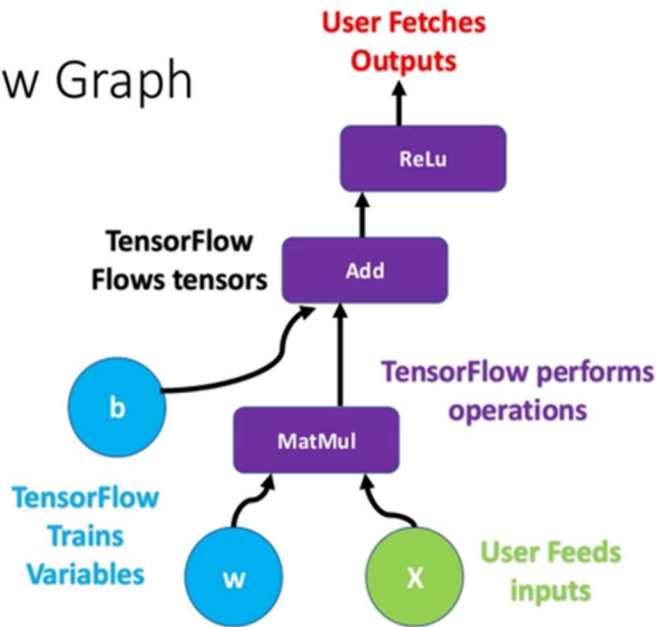 User Fetches
Outputs
w Graph
ReLu
TensorFlow
Flows tensors
Add
b
TensorFlow performs
operations
MatMul
TensorFlow
Trains
Variables
w
X
User Feeds
inputs